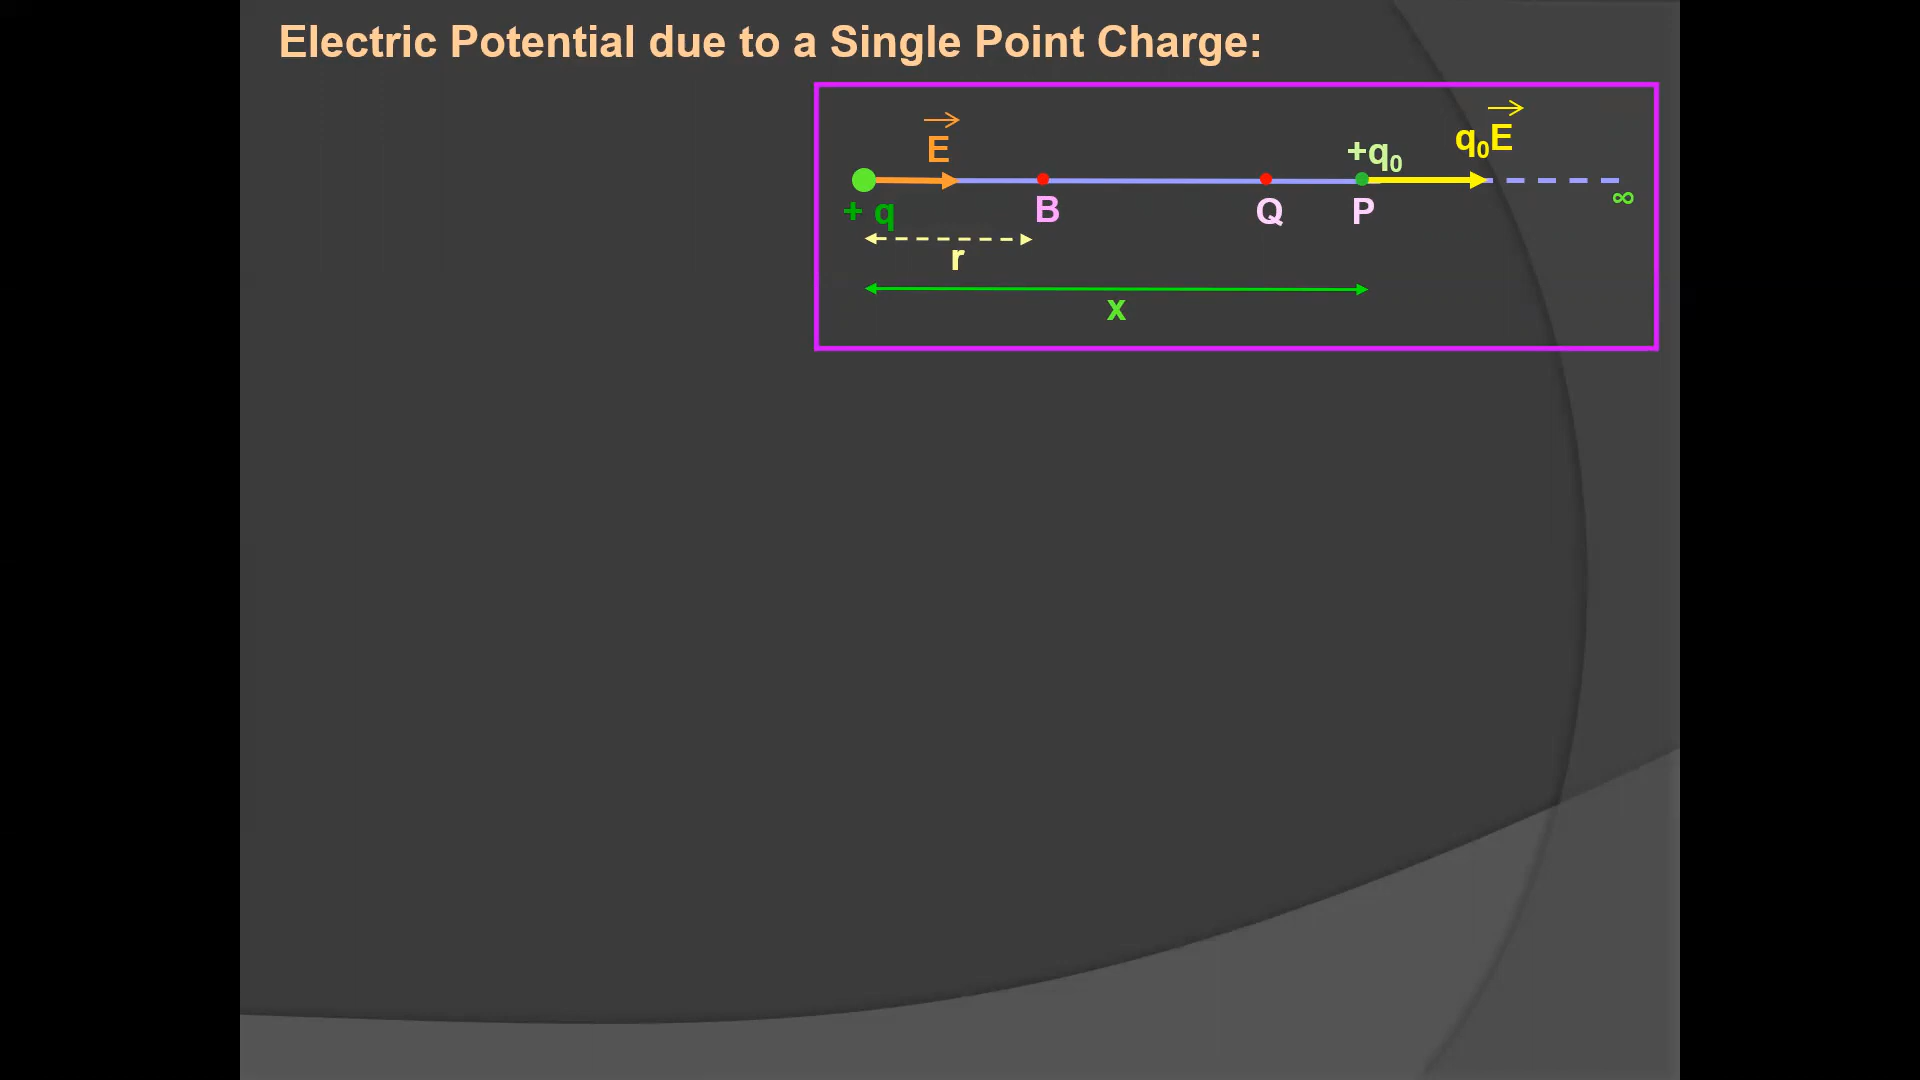 Electric Potential due to a Single Point Charge:
E
+q₀
q₀E
+ q
B
Q
P
∞
r
x